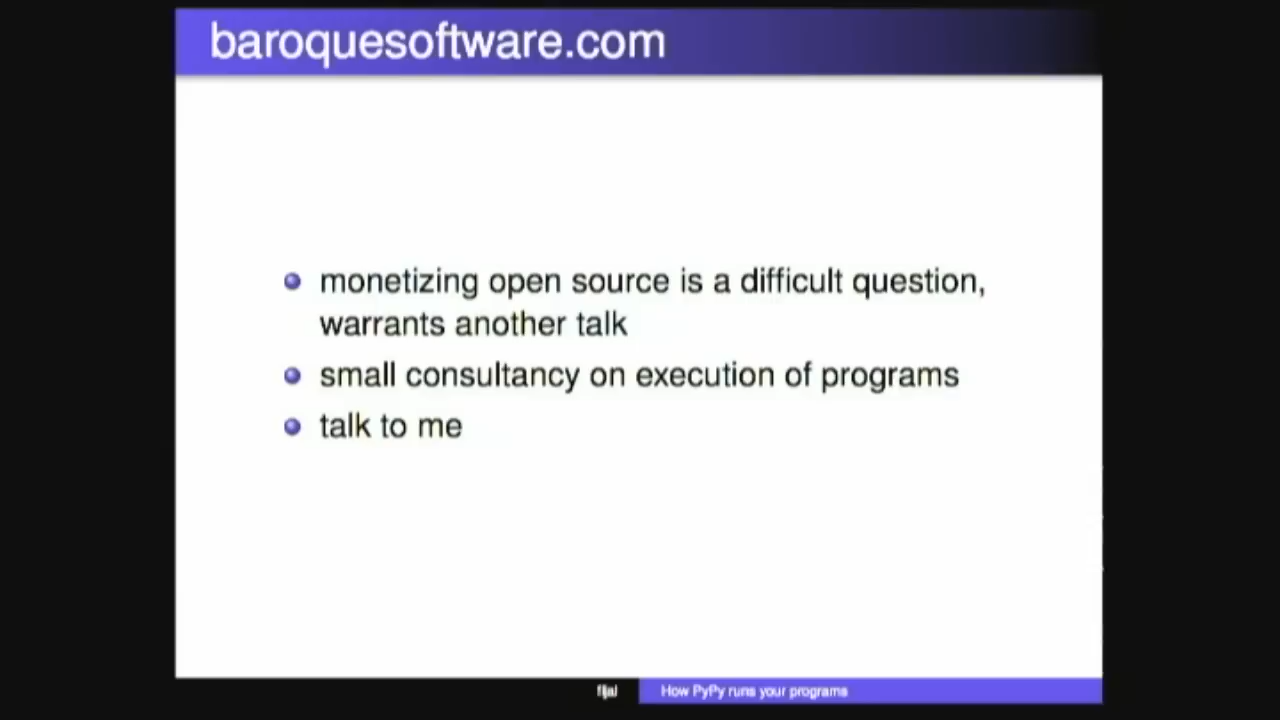 baroquesoftware.com
monetizing open source is a difficult question,
warrants another talk
small consultancy on execution of programs
talk to me
fijal
How PyPy runs your programs